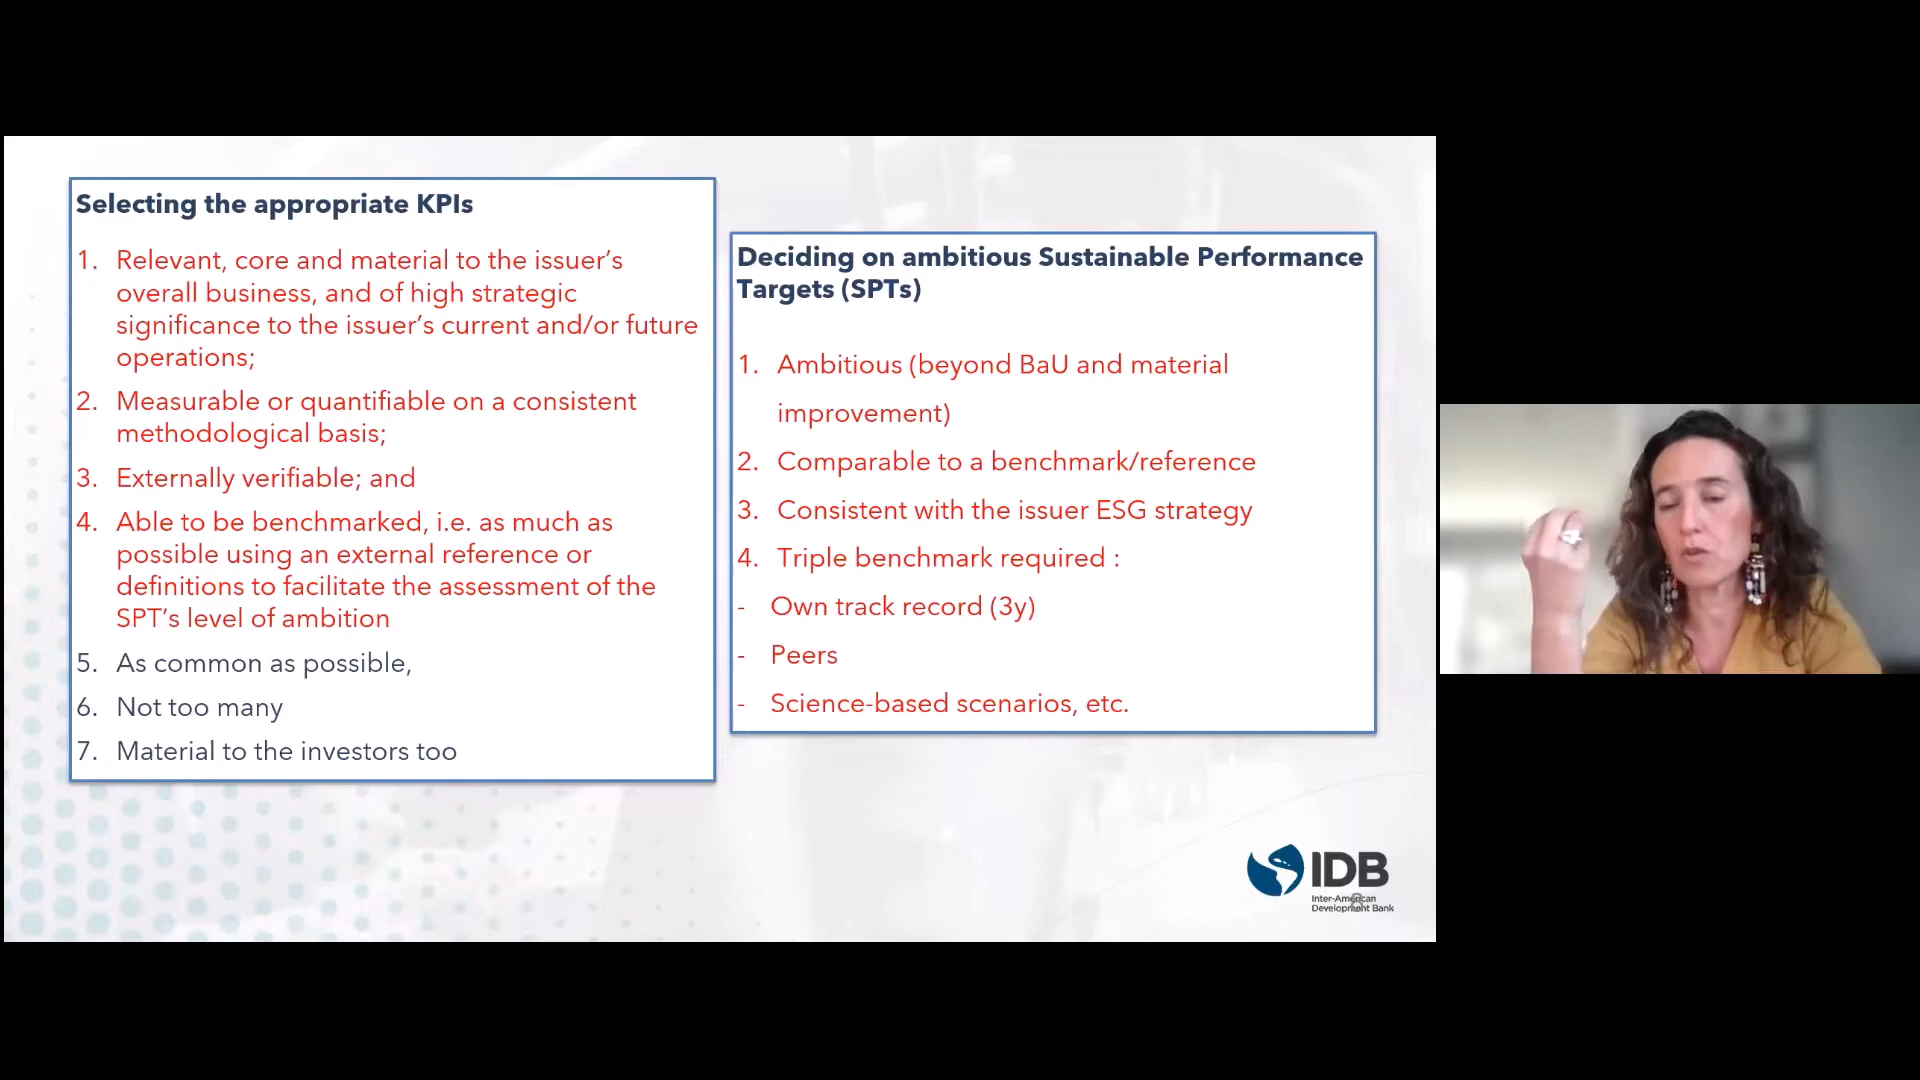 Selecting the appropriate KPIs
1. Relevant, core and material to the issuer's
overall business, and of high strategic
significance to the issuer's current and/or future
operations;
2. Measurable or quantifiable on a consistent
methodological basis;
3. Externally verifiable; and
4. Able to be benchmarked, i.e. as much as
possible using an external reference or
definitions to facilitate the assessment of the
SPT's level of ambition
5. As common as possible,
6. Not too many
7. Material to the investors too
Deciding on ambitious Sustainable Performance
Targets (SPTs)
1. Ambitious (beyond BaU and material
improvement)
2. Comparable to a benchmark/reference
3. Consistent with the issuer ESG strategy
4. Triple benchmark required :
- Own track record (3y)
- Peers
- Science-based scenarios, etc.
IDB
Inter-American
Development Bank
8